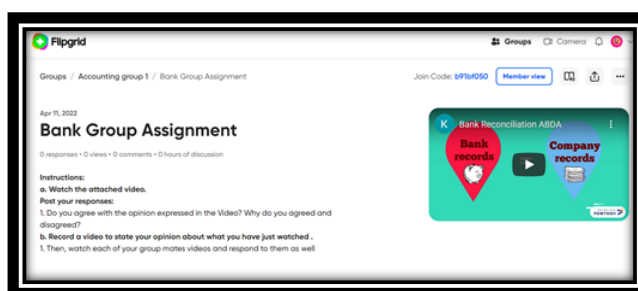 Flipgrid
Groups Camera
Groups / Accounting group 1 / Bank Group Assignment
Join Code: b91bf050 Member view
Apr 11, 2022
Bank Group Assignment
0 responses • 0 views • 0 comments • 0 hours of discussion
Instructions:
a. Watch the attached video.
Post your responses:
1. Do you agree with the opinion expressed in the Video? Why do you agreed and
disagreed?
b. Record a video to state your opinion about what you have just watched .
1. Then, watch each of your group mates videos and respond to them as well
K Bank Reconciliation ABDA
Bank
records
Company
records
POWTOON